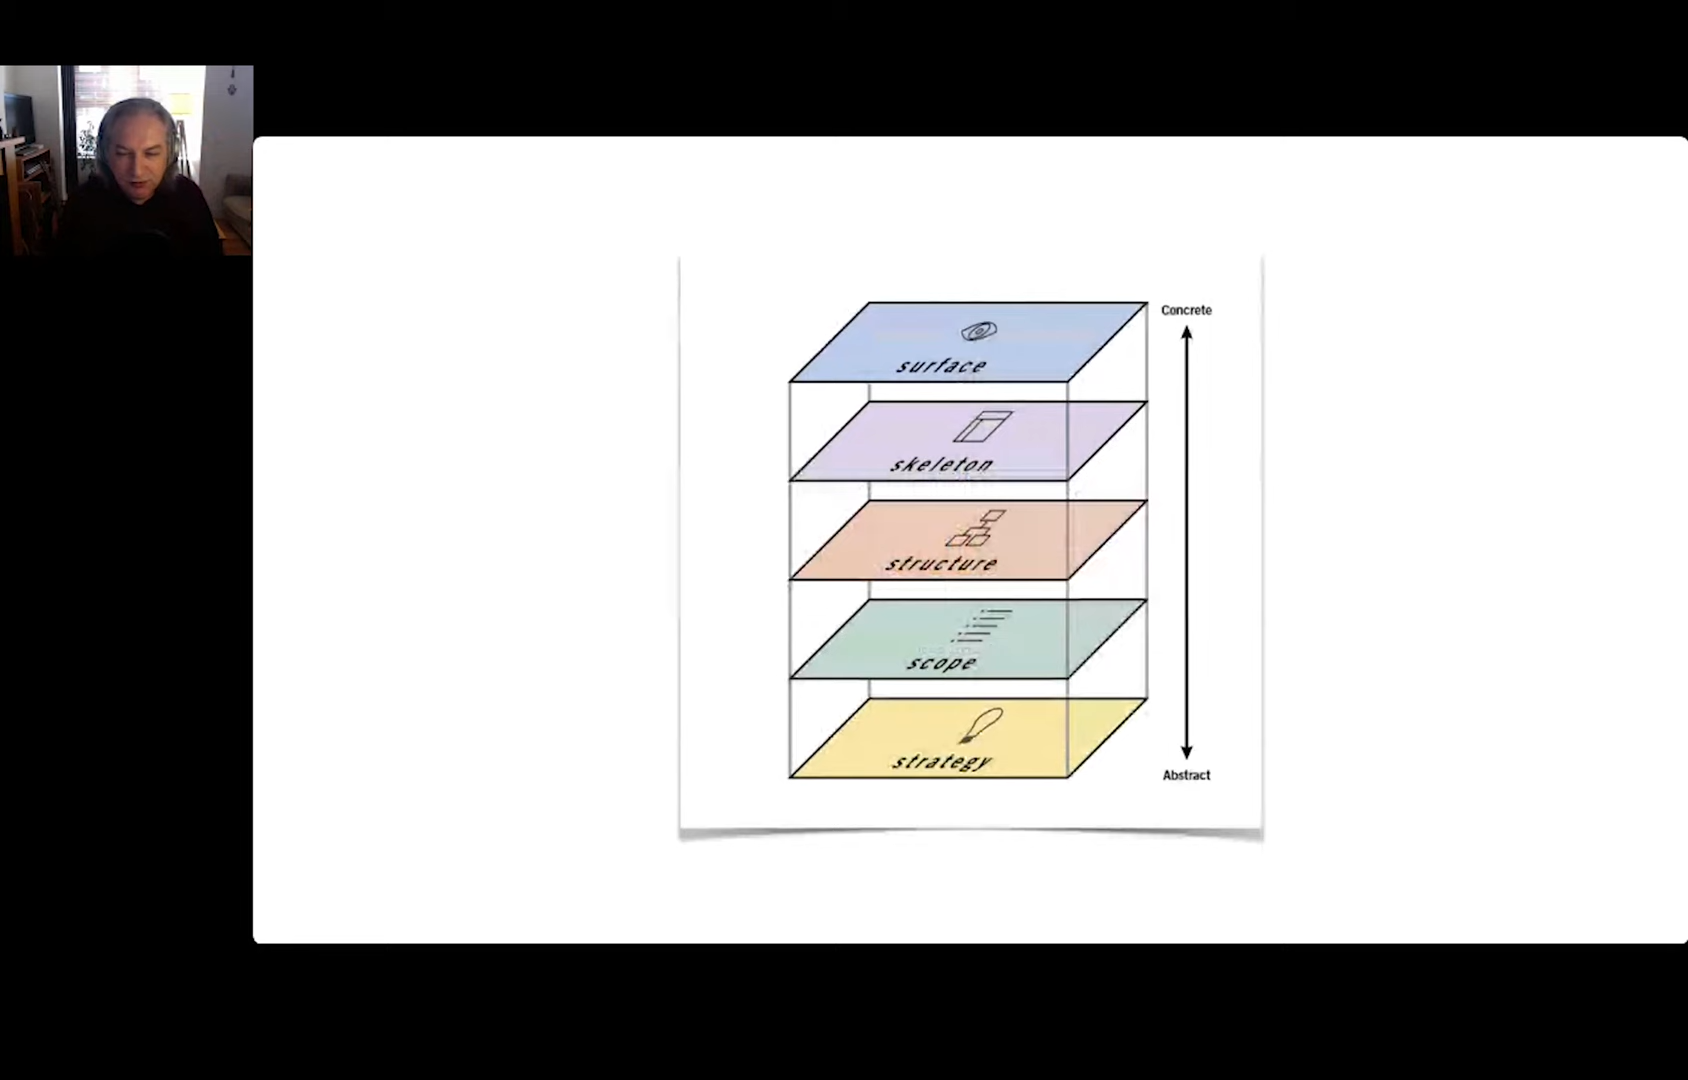 Concrete
surface
skeleton
structure
scope
strategy
Abstract